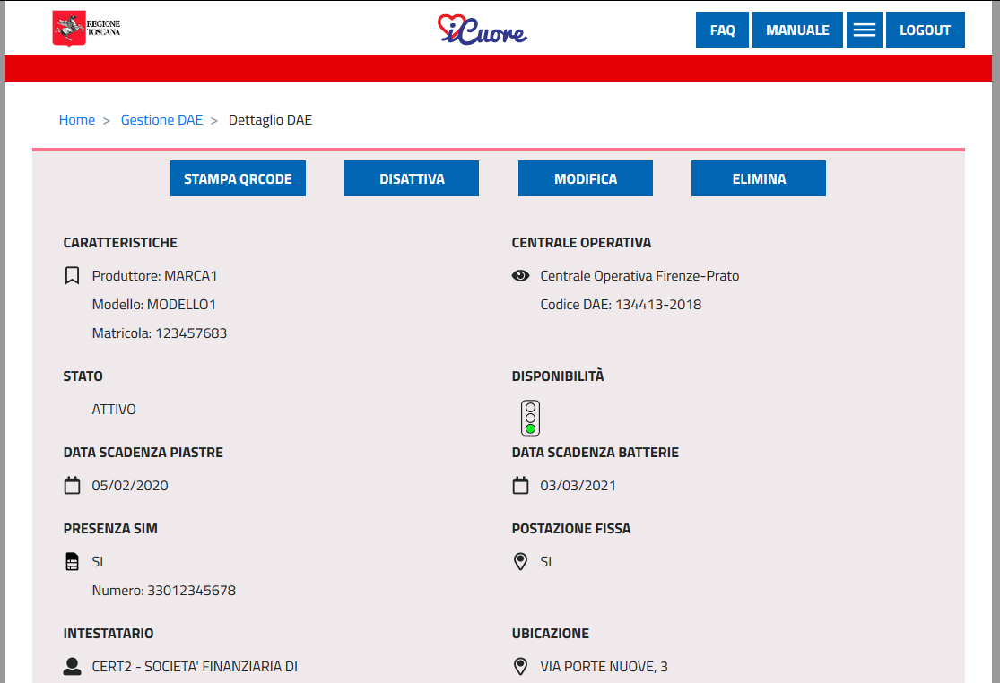 REGIONE
TOSCANA
iCuore
FAQ
MANUALE
LOGOUT
Home > Gestione DAE > Dettaglio DAE
STAMPA QRCODE
DISATTIVA
MODIFICA
ELIMINA
CARATTERISTICHE
Produttore: MARCA1
Modello: MODELLO1
Matricola: 123457683
CENTRALE OPERATIVA
Centrale Operativa Firenze-Prato
Codice DAE: 134413-2018
STATO
ATTIVO
DISPONIBILITÀ
DATA SCADENZA PIASTRE
05/02/2020
DATA SCADENZA BATTERIE
03/03/2021
PRESENZA SIM
SI
Numero: 33012345678
POSTAZIONE FISSA
SI
INTESTATARIO
CERT2 - SOCIETA' FINANZIARIA DI
UBICAZIONE
VIA PORTE NUOVE, 3